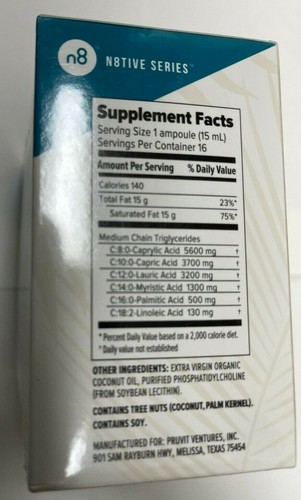 n8 N8TIVE SERIES™
Supplement Facts
Serving Size 1 ampoule (15 mL)
Servings Per Container 16
Amount Per Serving % Daily Value
Calories 140
Total Fat 15 g 23%*
Saturated Fat 15 g 75%*
Medium Chain Triglycerides
C:8:0-Caprylic Acid 5600 mg †
C:10:0-Capric Acid 3700 mg †
C:12:0-Lauric Acid 3200 mg †
C:14:0-Myristic Acid 1300 mg †
C:16:0-Palmitic Acid 500 mg †
C:18:2-Linoleic Acid 130 mg †
* Percent Daily Value based on a 2,000 calorie diet.
† Daily value not established
OTHER INGREDIENTS: EXTRA VIRGIN ORGANIC
COCONUT OIL, PURIFIED PHOSPHATIDYLCHOLINE
(FROM SOYBEAN LECITHIN).
CONTAINS TREE NUTS (COCONUT, PALM KERNEL).
CONTAINS SOY.
MANUFACTURED FOR: PRUVIT VENTURES, INC.
901 SAM RAYBURN HWY, MELISSA, TEXAS 75454